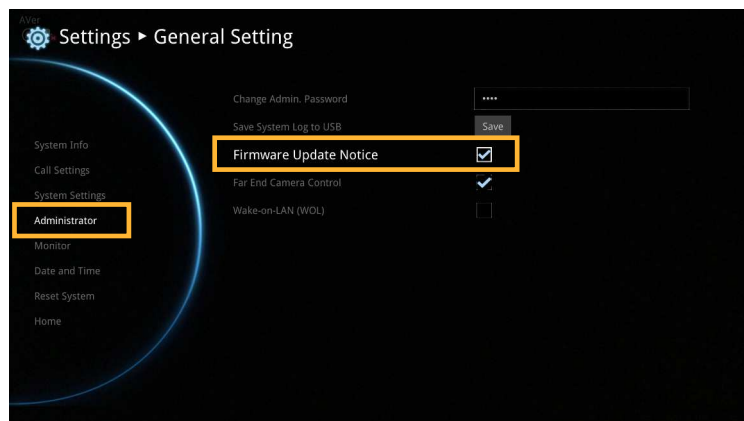 AVer
Settings ► General Setting
Change Admin. Password ••••
Save System Log to USB Save
Firmware Update Notice
Far End Camera Control
Wake-on-LAN (WOL)
System Info
Call Settings
System Settings
Administrator
Monitor
Date and Time
Reset System
Home